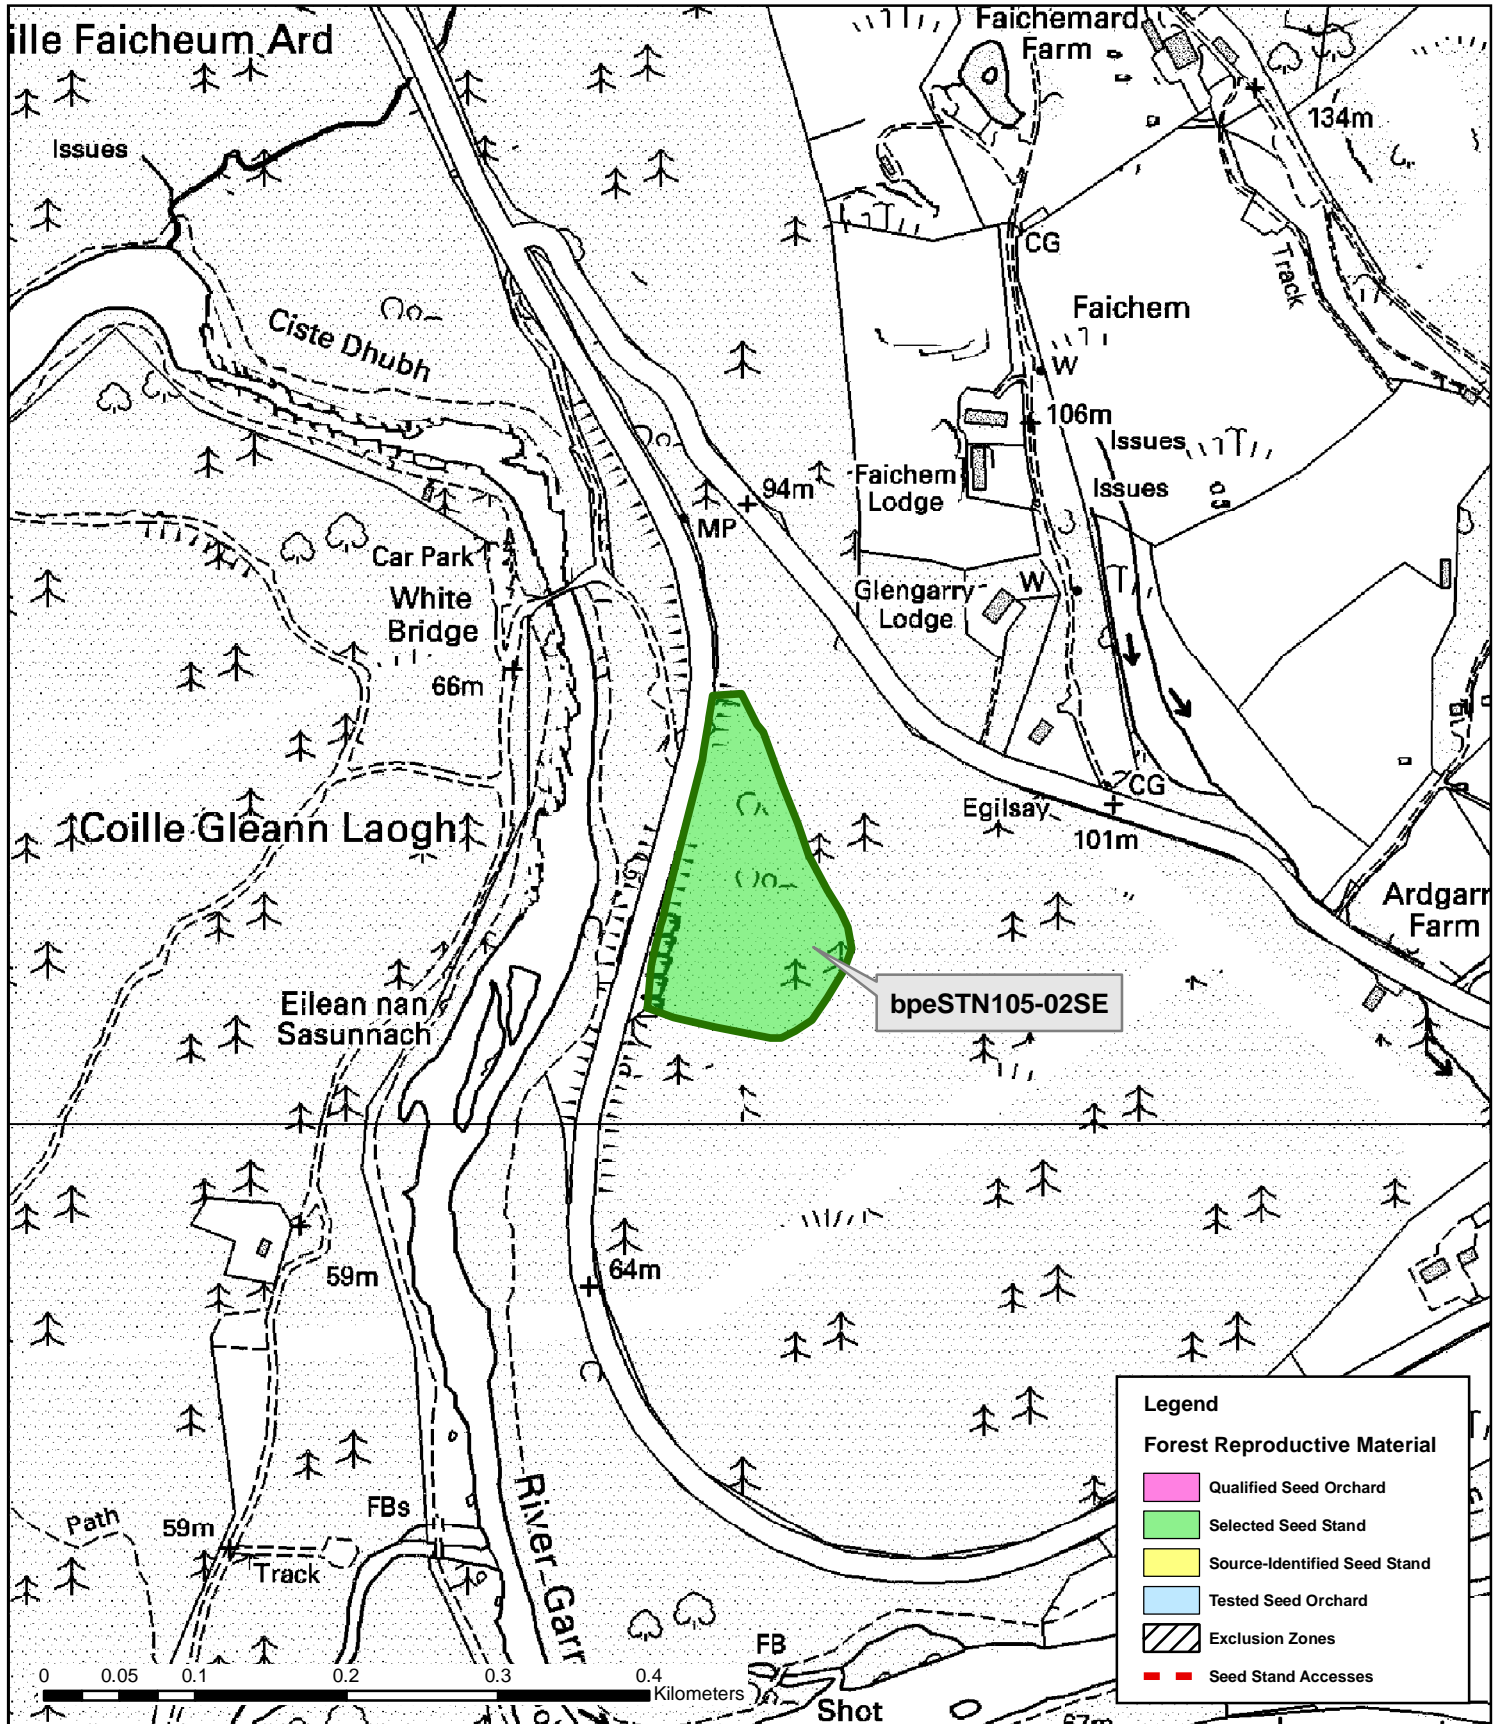 ille Faicheum Ard
Faichemard
Farm
134m
Issues
CG
Track
Ciste Dhubh
Faichem
W
106m
Issues
Faichem
Lodge
94m
Issues
MP
Car Park
White
Bridge
Glengarry
Lodge
W
66m
CG
Egilsay
101m
Coille Gleann Laogh
Ardgarr
Farm
bpeSTN105-02SE
Eilean nan
Sasunnach
59m
64m
Path
59m
FBs
Track
River Garr
FB
Shot
67m
0 0.05 0.1 0.2 0.3 0.4
Kilometers
Legend
Forest Reproductive Material
Qualified Seed Orchard
Selected Seed Stand
Source-Identified Seed Stand
Tested Seed Orchard
Exclusion Zones
Seed Stand Accesses